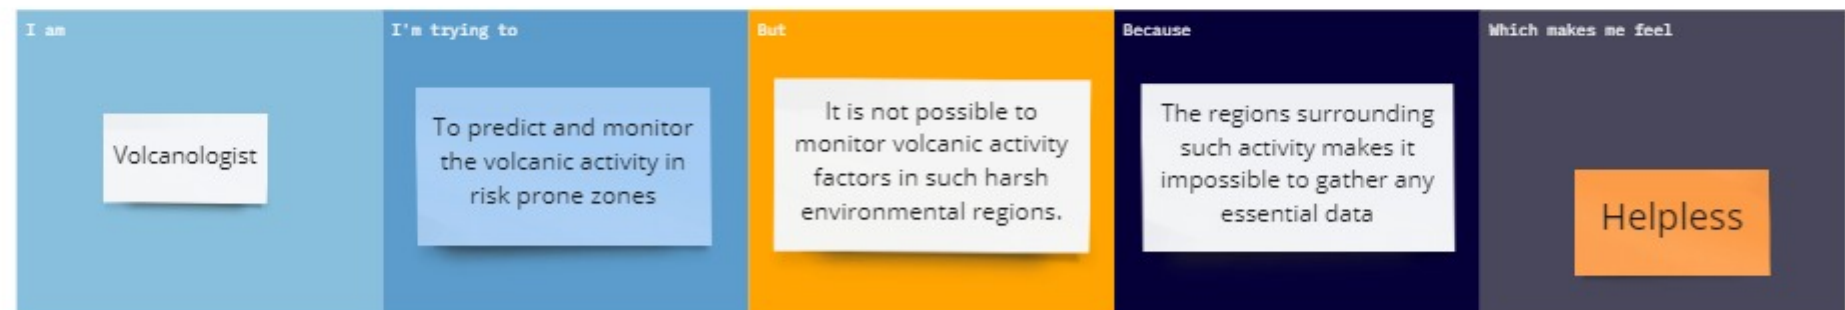 I am
Volcanologist
I'm trying to
To predict and monitor
the volcanic activity in
risk prone zones
But
It is not possible to
monitor volcanic activity
factors in such harsh
environmental regions.
Because
The regions surrounding
such activity makes it
impossible to gather any
essential data
Which makes me feel
Helpless